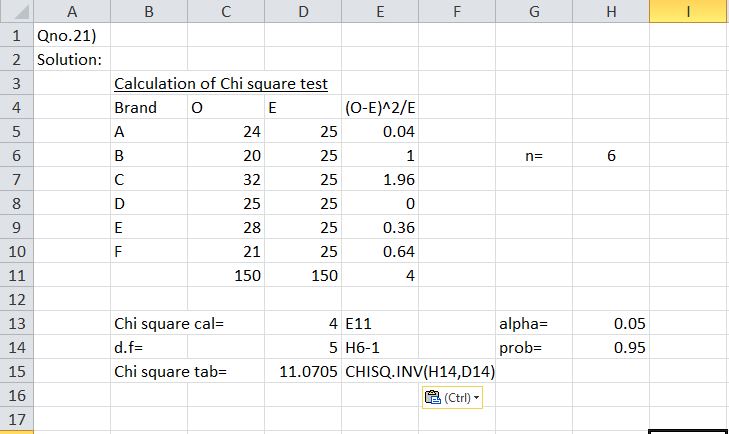 A B C D E F G H I
1 Qno.21)
2 Solution:
3 Calculation of Chi square test
4 Brand O E (O-E)^2/E
5 A 24 25 0.04
6 B 20 25 1 n= 6
7 C 32 25 1.96
8 D 25 25 0
9 E 28 25 0.36
10 F 21 25 0.64
11 150 150 4
12
13 Chi square cal= 4 E11 alpha= 0.05
14 d.f= 5 H6-1 prob= 0.95
15 Chi square tab= 11.0705 CHISQ.INV(H14,D14)
16 (Ctrl)
17